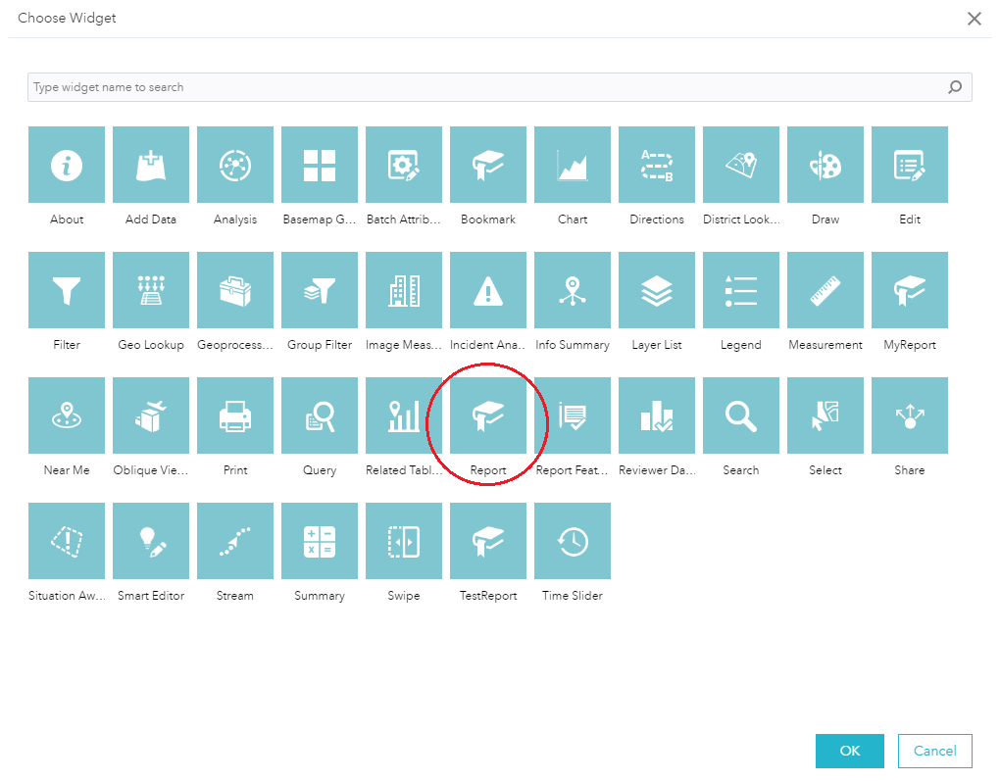 Choose Widget
Type widget name to search
A
B
About Add Data Analysis Basemap G... Batch Attrib... Bookmark Chart Directions District Look... Draw Edit
Filter Geo Lookup Geoprocess... Group Filter Image Meas... Incident Ana... Info Summary Layer List Legend Measurement MyReport
Near Me Oblique Vie... Print Query Related Tabl... Report Report Feat... Reviewer Da... Search Select Share
Situation Aw... Smart Editor Stream Summary Swipe TestReport Time Slider
OK Cancel